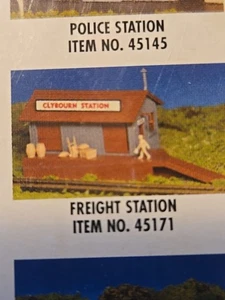 POLICE STATION
ITEM NO. 45145
CLYBOURN STATION
FREIGHT STATION
ITEM NO. 45171